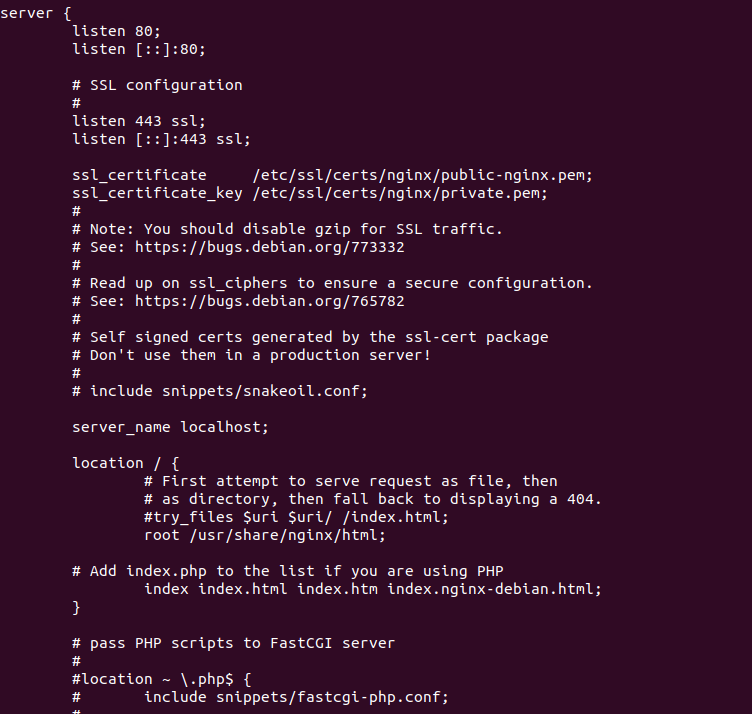 server {
        listen 80;
        listen [::]:80;

        # SSL configuration
        #
        listen 443 ssl;
        listen [::]:443 ssl;

        ssl_certificate     /etc/ssl/certs/nginx/public-nginx.pem;
        ssl_certificate_key /etc/ssl/certs/nginx/private.pem;
        #
        # Note: You should disable gzip for SSL traffic.
        # See: https://bugs.debian.org/773332
        #
        # Read up on ssl_ciphers to ensure a secure configuration.
        # See: https://bugs.debian.org/765782
        #
        # Self signed certs generated by the ssl-cert package
        # Don't use them in a production server!
        #
        # include snippets/snakeoil.conf;

        server_name localhost;

        location / {
                # First attempt to serve request as file, then
                # as directory, then fall back to displaying a 404.
                #try_files $uri $uri/ /index.html;
                root /usr/share/nginx/html;

        # Add index.php to the list if you are using PHP
                index index.html index.htm index.nginx-debian.html;
        }

        # pass PHP scripts to FastCGI server
        #
        #location ~ \.php$ {
        #       include snippets/fastcgi-php.conf;
        #